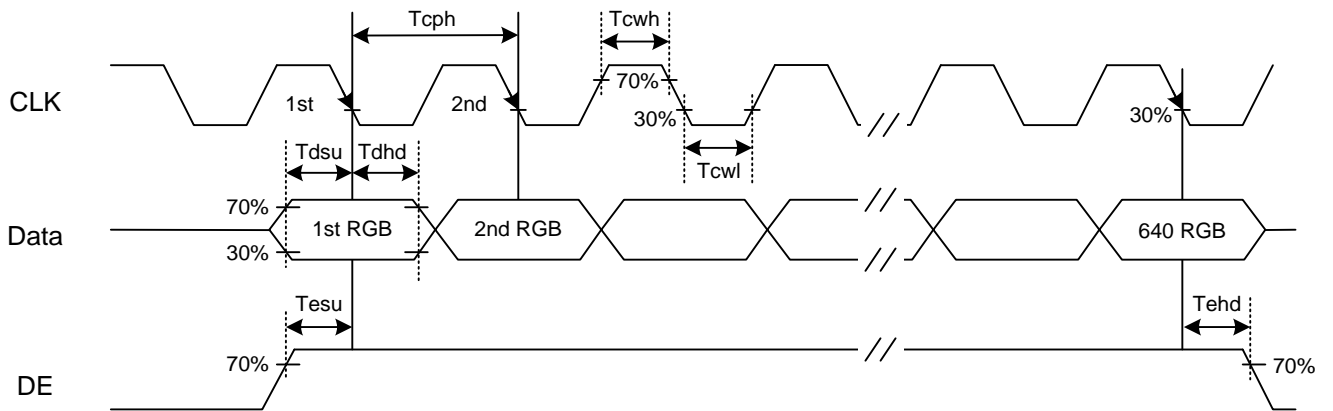 Tcph
Tcwh
CLK
1st
2nd
70%
30%
30%
Tdsu
Tdhd
Tcwl
Data
70%
30%
1st RGB
2nd RGB
640 RGB
Tesu
Tehd
70%
70%
DE